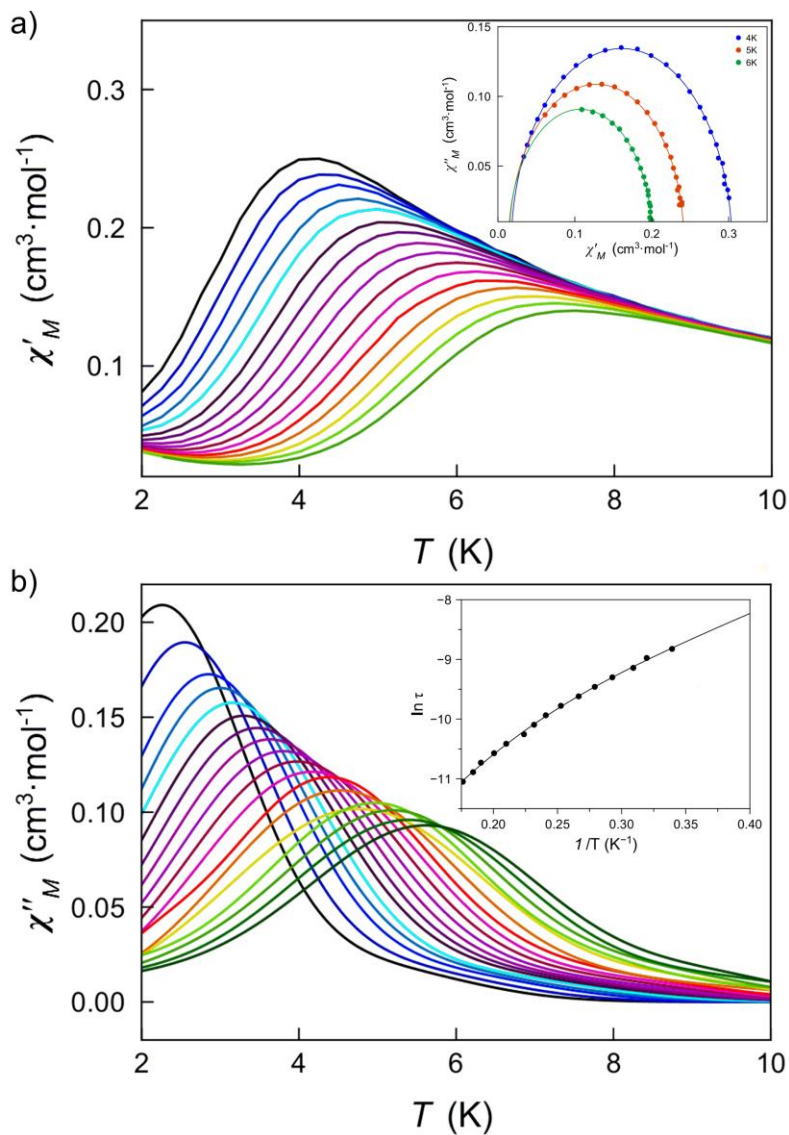 a)
0.3
0.2
0.1
χ′M (cm³·mol⁻¹)
2
4
6
8
10
T (K)
0.15
0.10
0.05
χ″M (cm³·mol⁻¹)
0.0
0.1
0.2
0.3
χ′M (cm³·mol⁻¹)
4K
5K
6K
b)
0.20
0.15
0.10
0.05
0.00
χ″M (cm³·mol⁻¹)
2
4
6
8
10
T (K)
−8
−9
−10
−11
ln τ
0.20
0.25
0.30
0.35
0.40
1/T (K⁻¹)